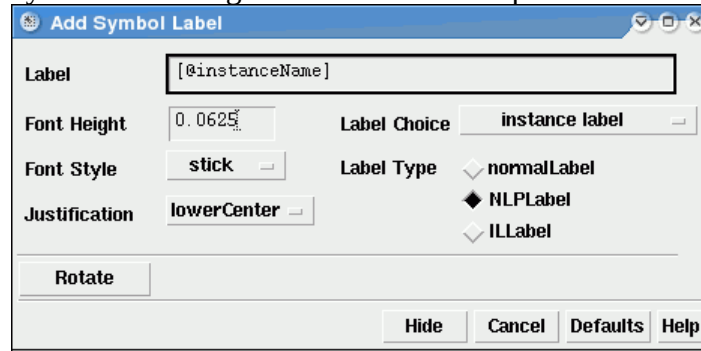 Add Symbol Label
Label [@instanceName]
Font Height 0.0625 Label Choice instance label
Font Style stick Label Type normalLabel
NLPLabel
Justification lowerCenter
ILLabel
Rotate
Hide Cancel Defaults Help